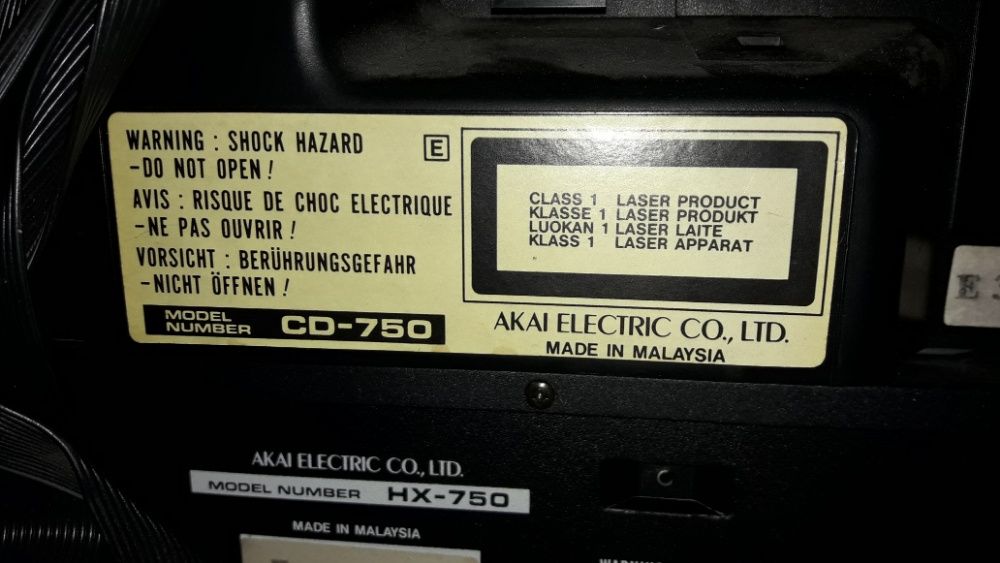 WARNING : SHOCK HAZARD
-DO NOT OPEN !
AVIS : RISQUE DE CHOC ELECTRIQUE
-NE PAS OUVRIR !
VORSICHT : BERÜHRUNGSGEFAHR
-NICHT ÖFFNEN !
MODEL NUMBER CD-750
E
CLASS 1 LASER PRODUCT
KLASSE 1 LASER PRODUKT
LUOKAN 1 LASER LAITE
KLASS 1 LASER APPARAT
AKAI ELECTRIC CO., LTD.
MADE IN MALAYSIA
E
AKAI ELECTRIC CO., LTD.
MODEL NUMBER HX-750
MADE IN MALAYSIA